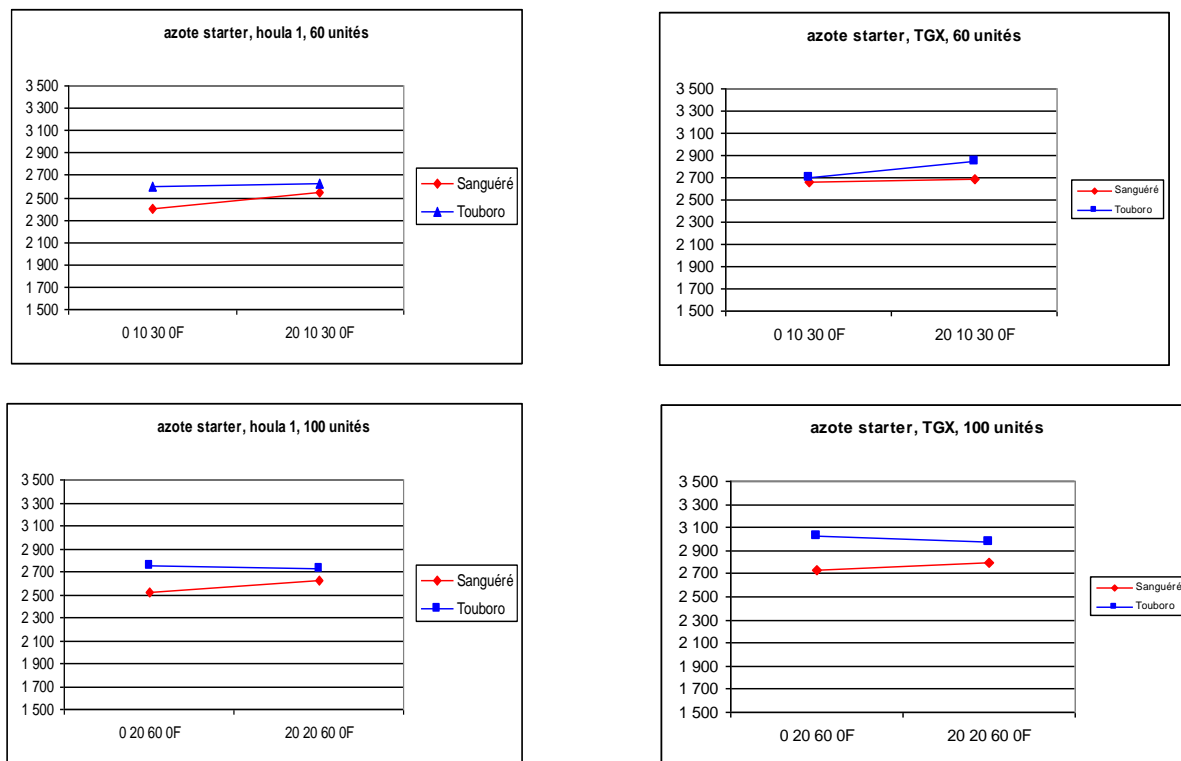 azote starter, houla 1, 60 unités
3 500
3 300
3 100
2 900
2 700
2 500
2 300
2 100
1 900
1 700
1 500
0 10 30 0F
20 10 30 0F
Sanguéré
Touboro
azote starter, TGX, 60 unités
3 500
3 300
3 100
2 900
2 700
2 500
2 300
2 100
1 900
1 700
1 500
0 10 30 0F
20 10 30 0F
Sanguéré
Touboro
azote starter, houla 1, 100 unités
3 500
3 300
3 100
2 900
2 700
2 500
2 300
2 100
1 900
1 700
1 500
0 20 60 0F
20 20 60 0F
Sanguéré
Touboro
azote starter, TGX, 100 unités
3 500
3 300
3 100
2 900
2 700
2 500
2 300
2 100
1 900
1 700
1 500
0 20 60 0F
20 20 60 0F
Sanguéré
Touboro